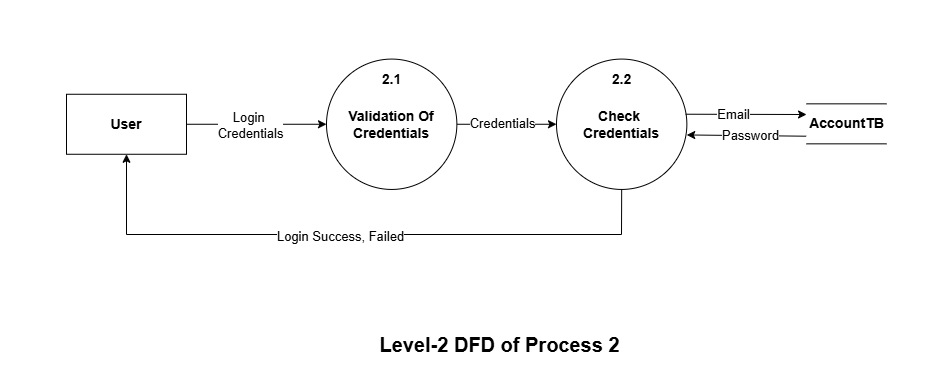 2.1
2.2
User
Login
Credentials
Validation Of
Credentials
Credentials
Check
Credentials
Email
Password
AccountTB
Login Success, Failed
Level-2 DFD of Process 2